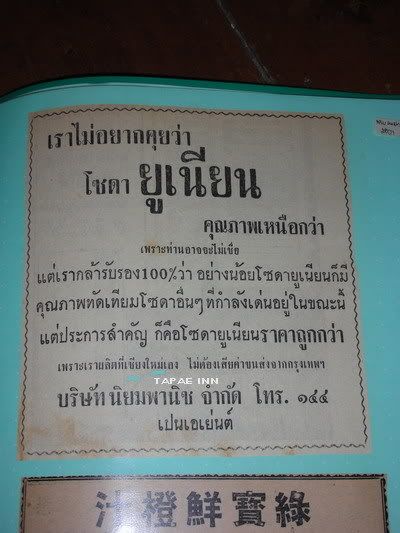 เราไม่อยากคุยว่า
โซดา ยูเนียน
คุณภาพเหนือกว่า
เพราะท่านอาจจะไม่เชื่อ
แต่เรากล้ารับรอง100%ว่า อย่างน้อยโซดายูเนียนก็มี
คุณภาพทัดเทียมโซดาอื่นๆที่กำลังเด่นอยู่ในขณะนี้
แต่ประการสำคัญ ก็คือโซดายูเนียนราคาถูกกว่า
เพราะเราผลิตที่เชียงใหม่เอง ไม่ต้องเสียค่าขนส่งจากกรุงเทพฯ
TAPAE INN
บริษัทนิยมพานิช จำกัด โทร. ๑๔๔
เปนเอเย่นต์
汁橙鮮寶綠